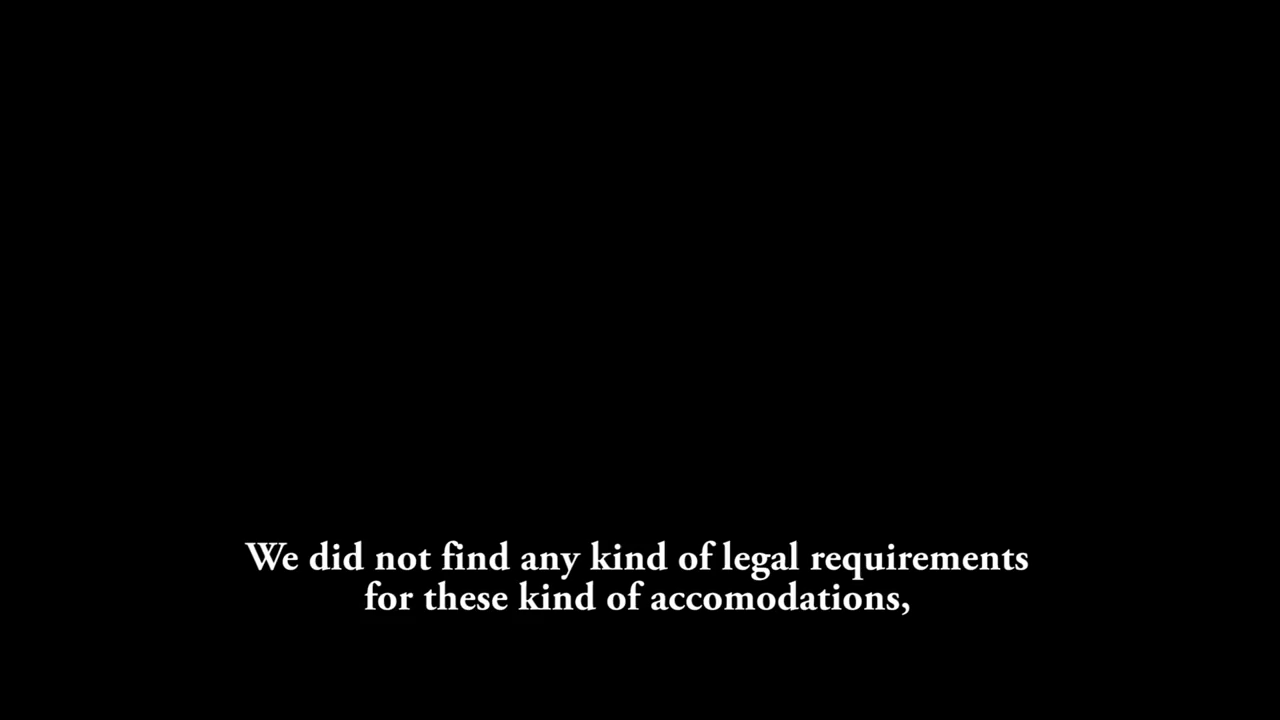 We did not find any kind of legal requirements
for these kind of accomodations,